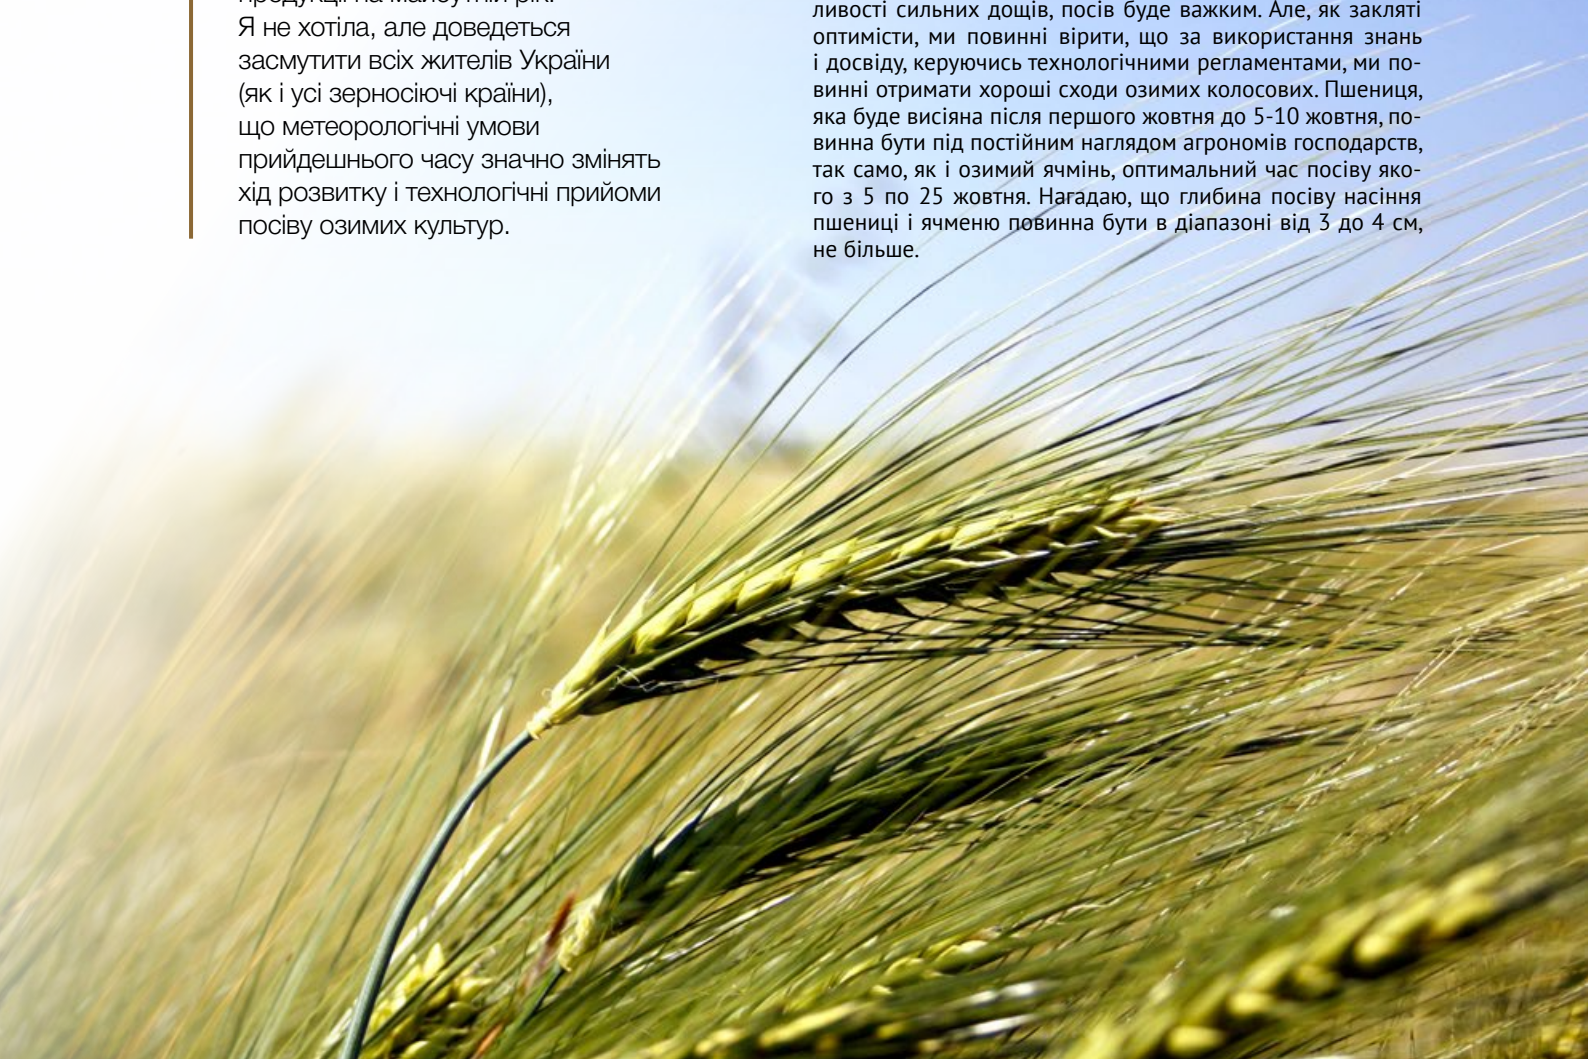 продукції на майбутній рік.
Я не хотіла, але доведеться
засмутити всіх жителів України
(як і усі зерносіючі країни),
що метеорологічні умови
прийдешнього часу значно змінять
хід розвитку і технологічні прийоми
посіву озимих культур.
ливості сильних дощів, посів буде важким. Але, як закляті
оптимісти, ми повинні вірити, що за використання знань
і досвіду, керуючись технологічними регламентами, ми по-
винні отримати хороші сходи озимих колосових. Пшениця,
яка буде висіяна після першого жовтня до 5-10 жовтня, по-
винна бути під постійним наглядом агрономів господарств,
так само, як і озимий ячмінь, оптимальний час посіву яко-
го з 5 по 25 жовтня. Нагадаю, що глибина посіву насіння
пшениці і ячменю повинна бути в діапазоні від 3 до 4 см,
не більше.